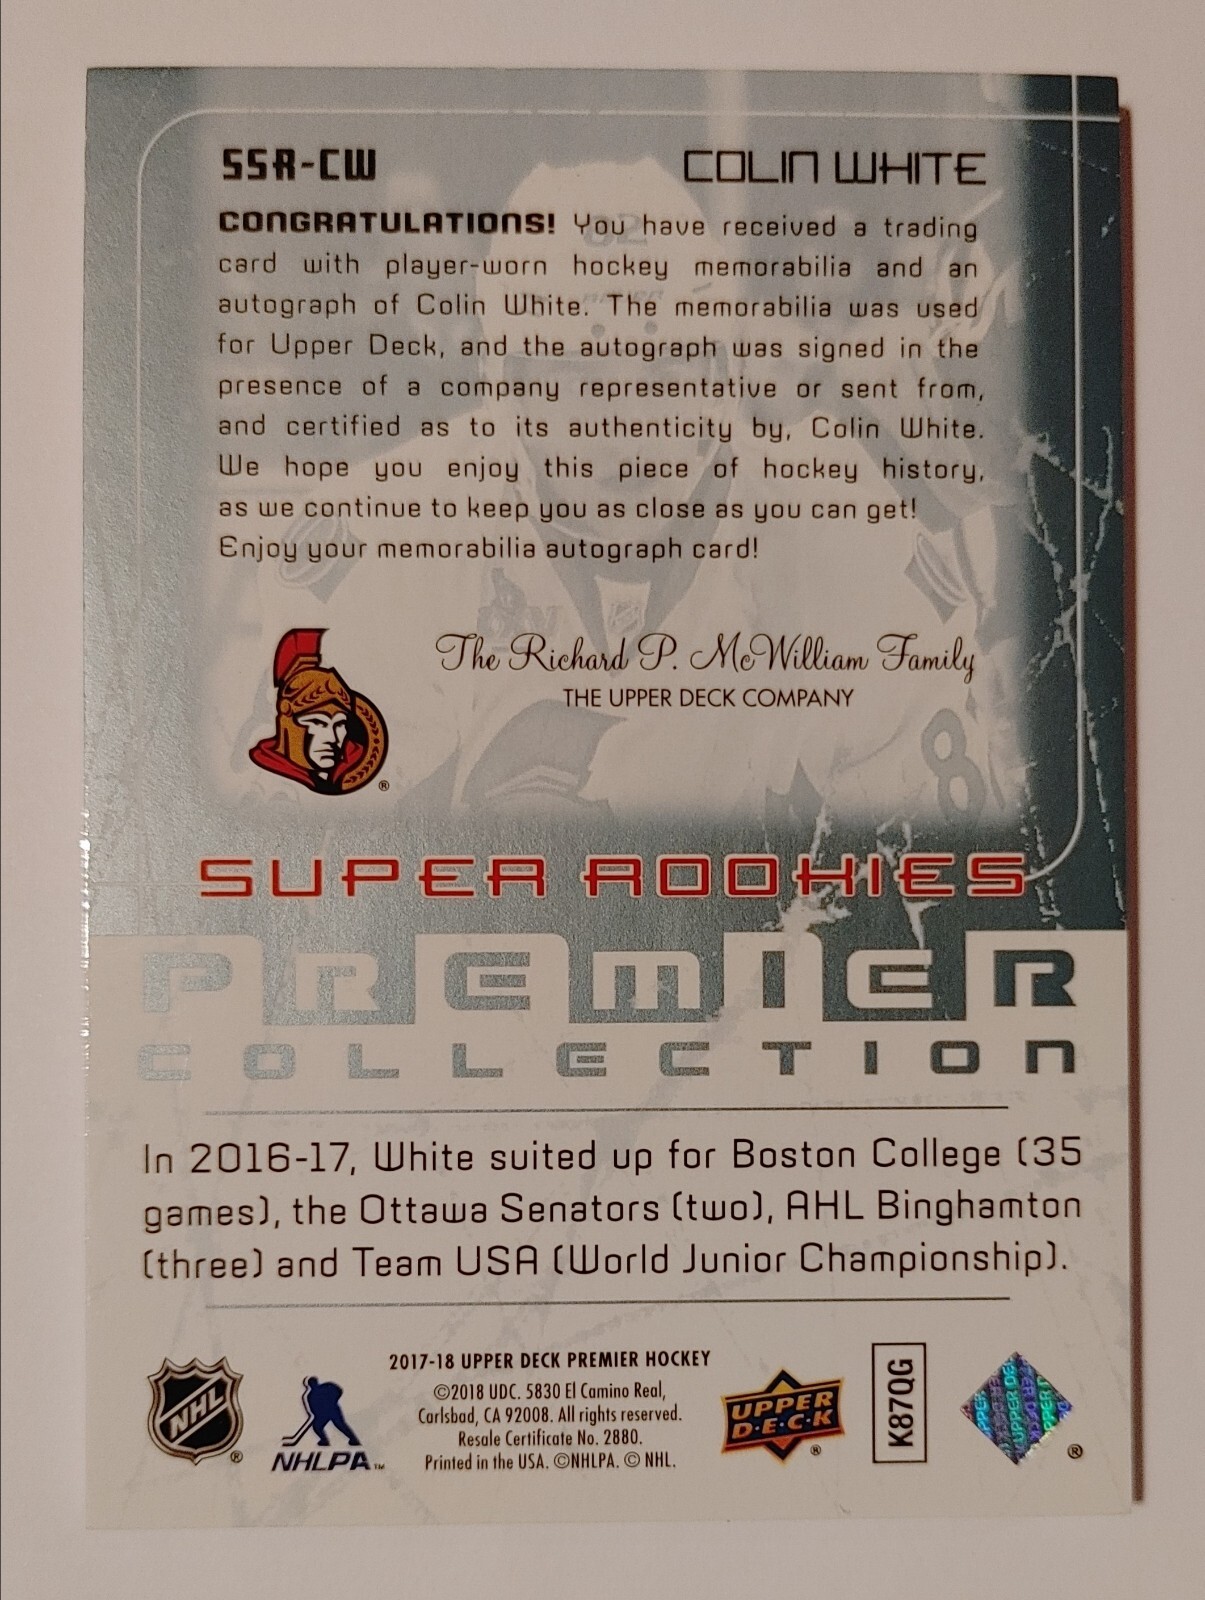 SSR-CW
COLIN WHITE
CONGRATULATIONS! You have received a trading
card with player-worn hockey memorabilia and an
autograph of Colin White. The memorabilia was used
for Upper Deck, and the autograph was signed in the
presence of a company representative or sent from,
and certified as to its authenticity by, Colin White.
We hope you enjoy this piece of hockey history,
as we continue to keep you as close as you can get!
Enjoy your memorabilia autograph card!
The Richard P. McWilliam Family
THE UPPER DECK COMPANY
®
SUPER ROOKIES
PREMIER
COLLECTION
In 2016-17, White suited up for Boston College (35
games), the Ottawa Senators (two), AHL Binghamton
(three) and Team USA (World Junior Championship).
NHL ®
NHLPA™
2017-18 UPPER DECK PREMIER HOCKEY
©2018 UDC. 5830 El Camino Real,
Carlsbad, CA 92008. All rights reserved.
Resale Certificate No. 2880.
Printed in the USA. ©NHLPA. © NHL.
UPPER
D·E·C·K ®
K87QG
UPPER DE
®